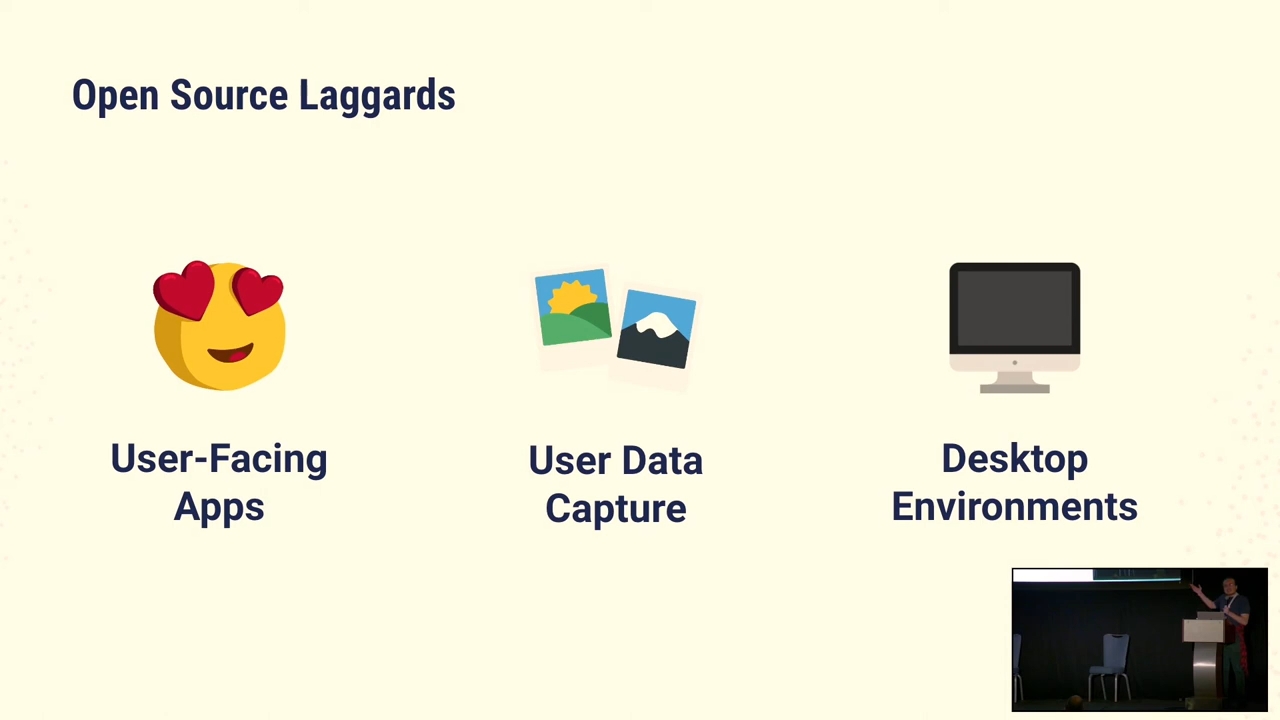 Open Source Laggards
User-Facing
Apps
User Data
Capture
Desktop
Environments